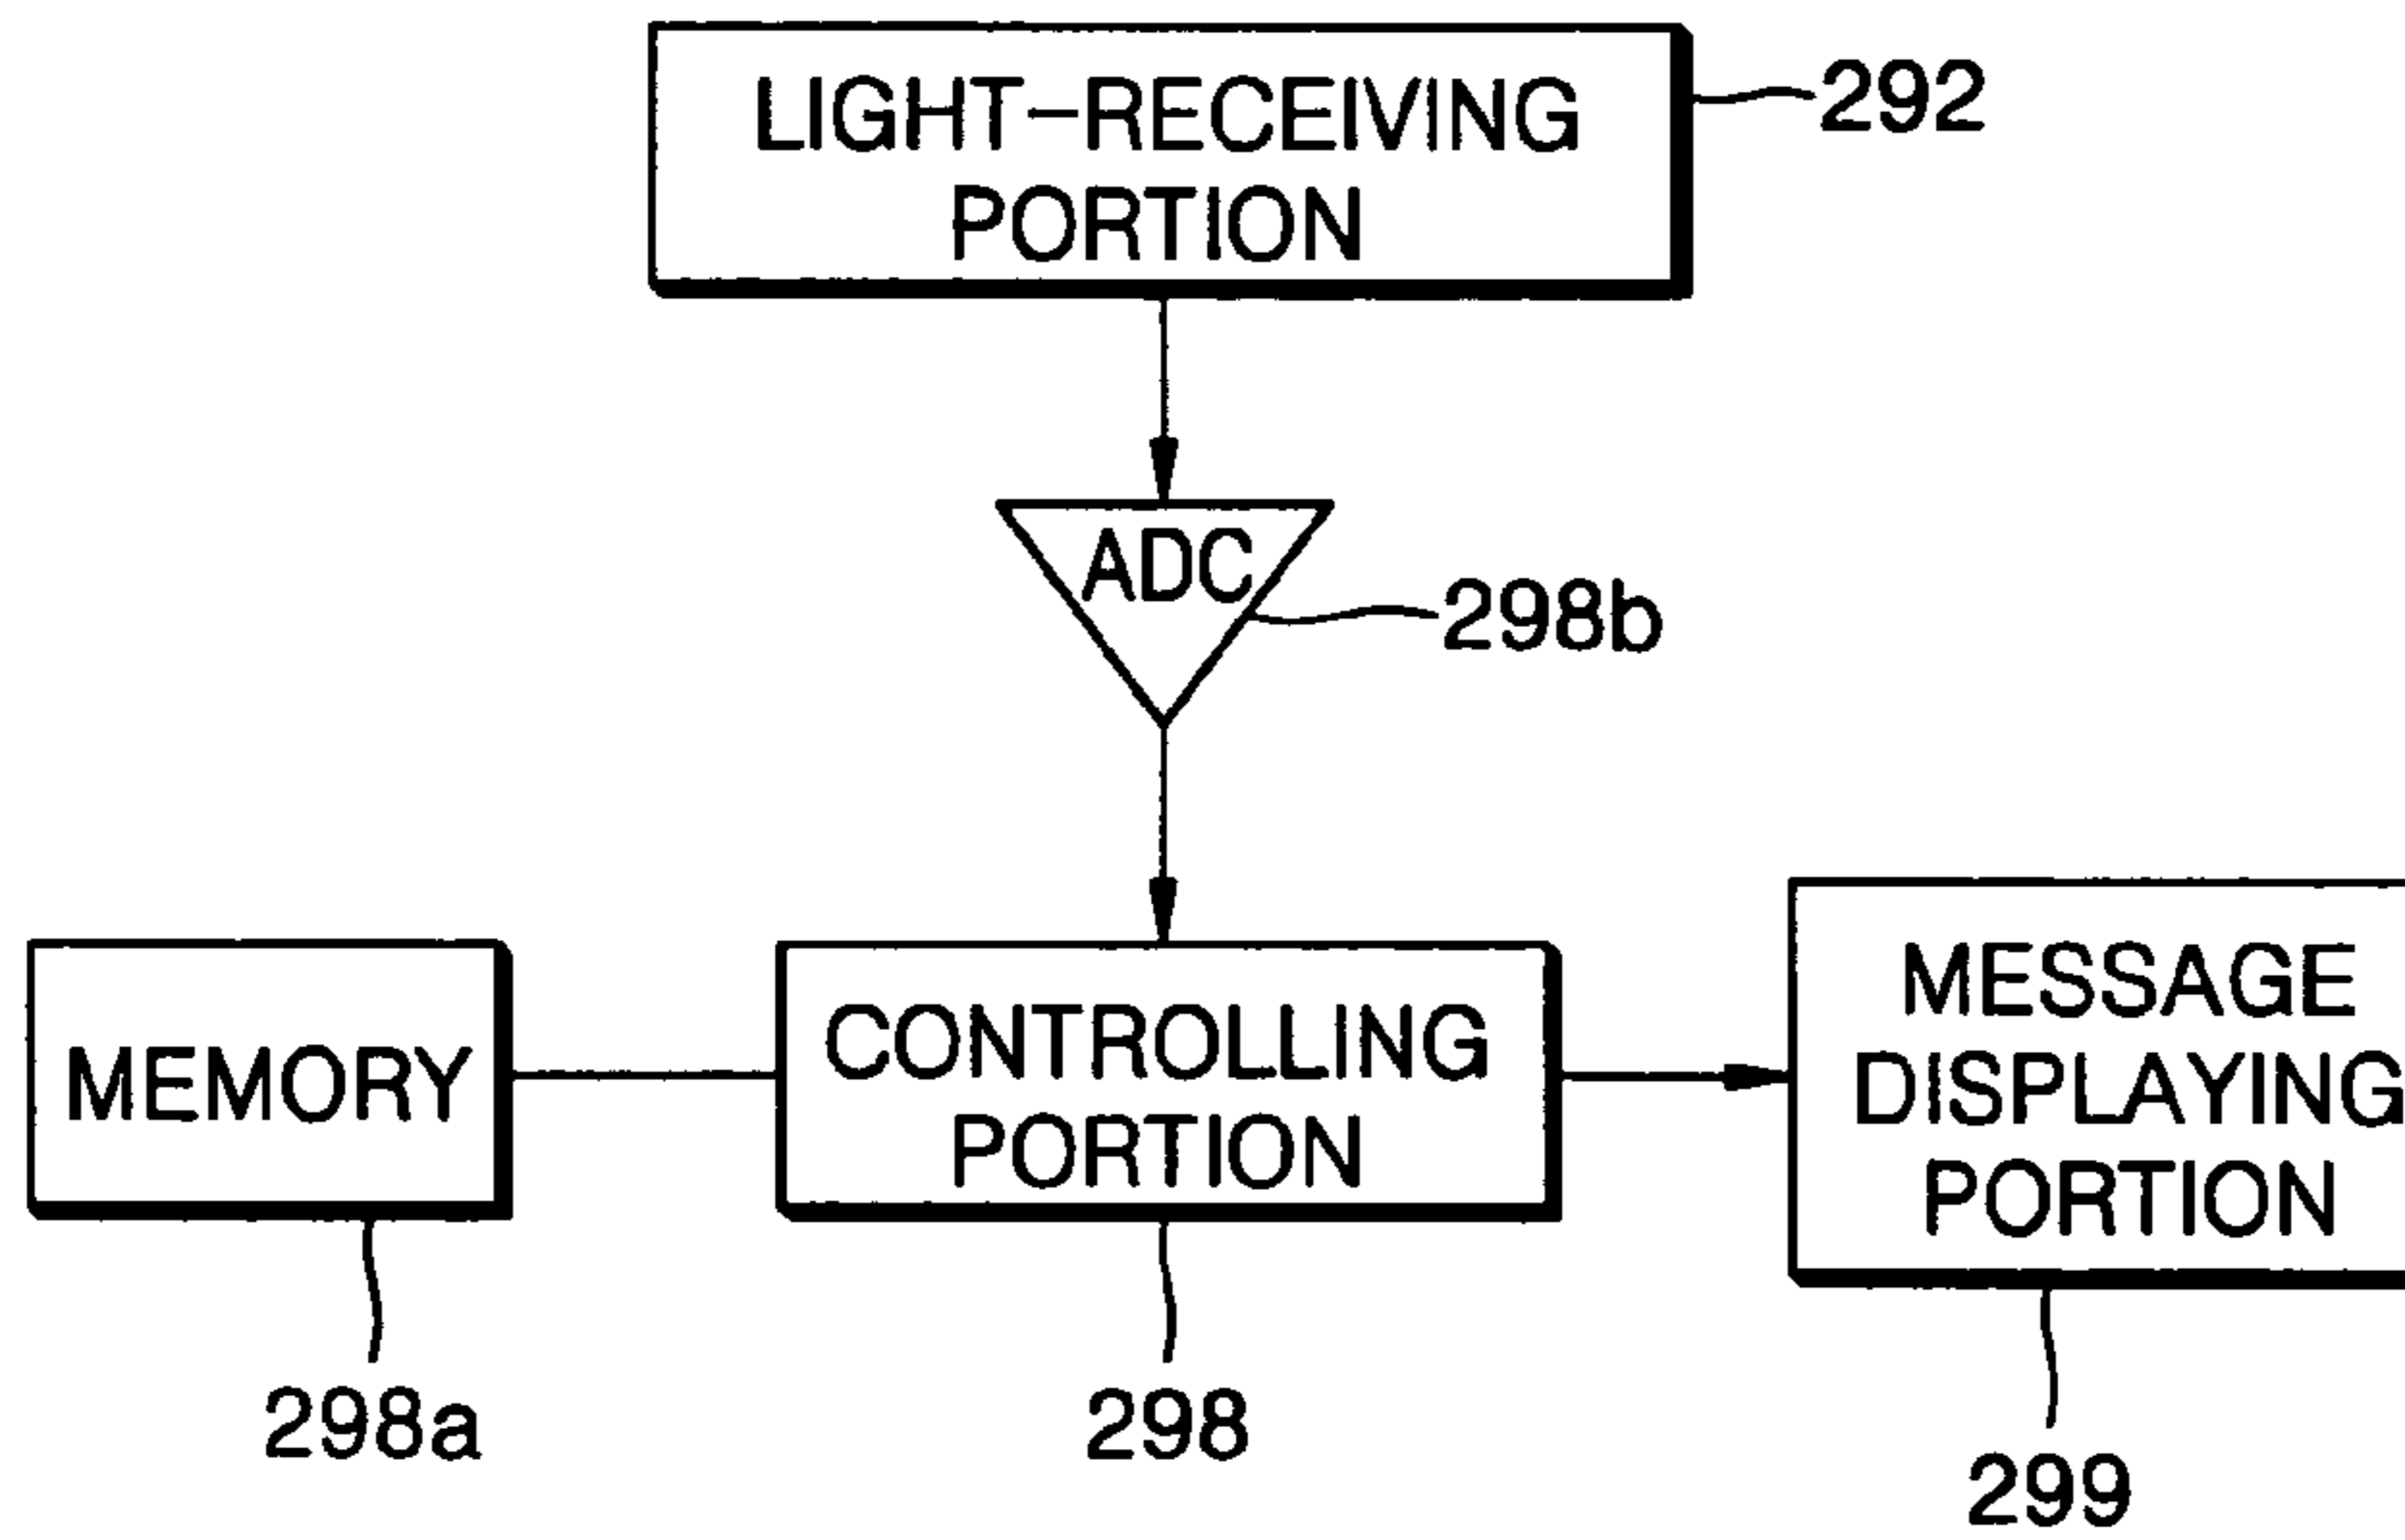 LIGHT-RECEIVING
PORTION
292
ADC
298b
MEMORY
298a
CONTROLLING
PORTION
298
MESSAGE
DISPLAYING
PORTION
299